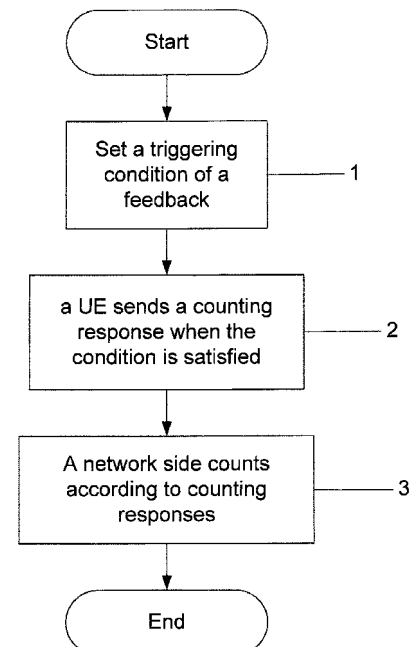 Start
Set a triggering
condition of a
feedback
1
a UE sends a counting
response when the
condition is satisfied
2
A network side counts
according to counting
responses
3
End